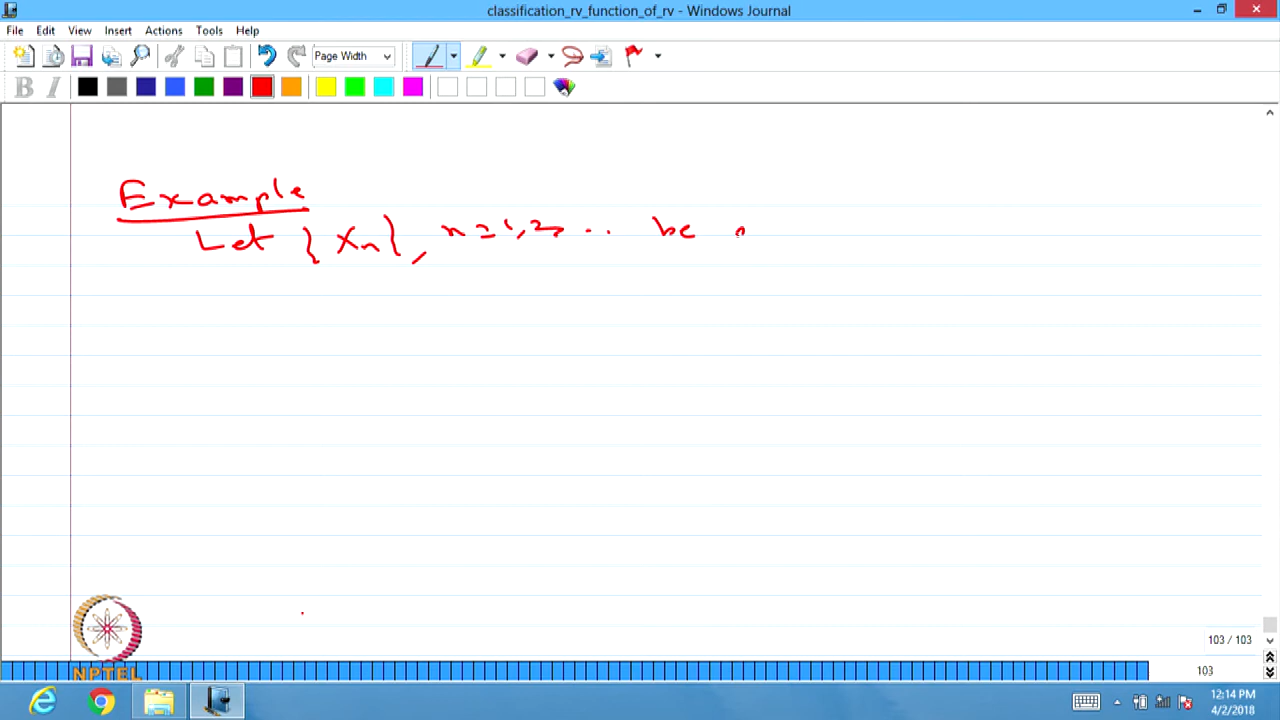 classification_rv_function_of_rv - Windows Journal
File Edit View Insert Actions Tools Help
Page Width
B I
Example
Let {Xn}, n=1,2,.. be
103 / 103
NPTEL
103
12:14 PM
4/2/2018